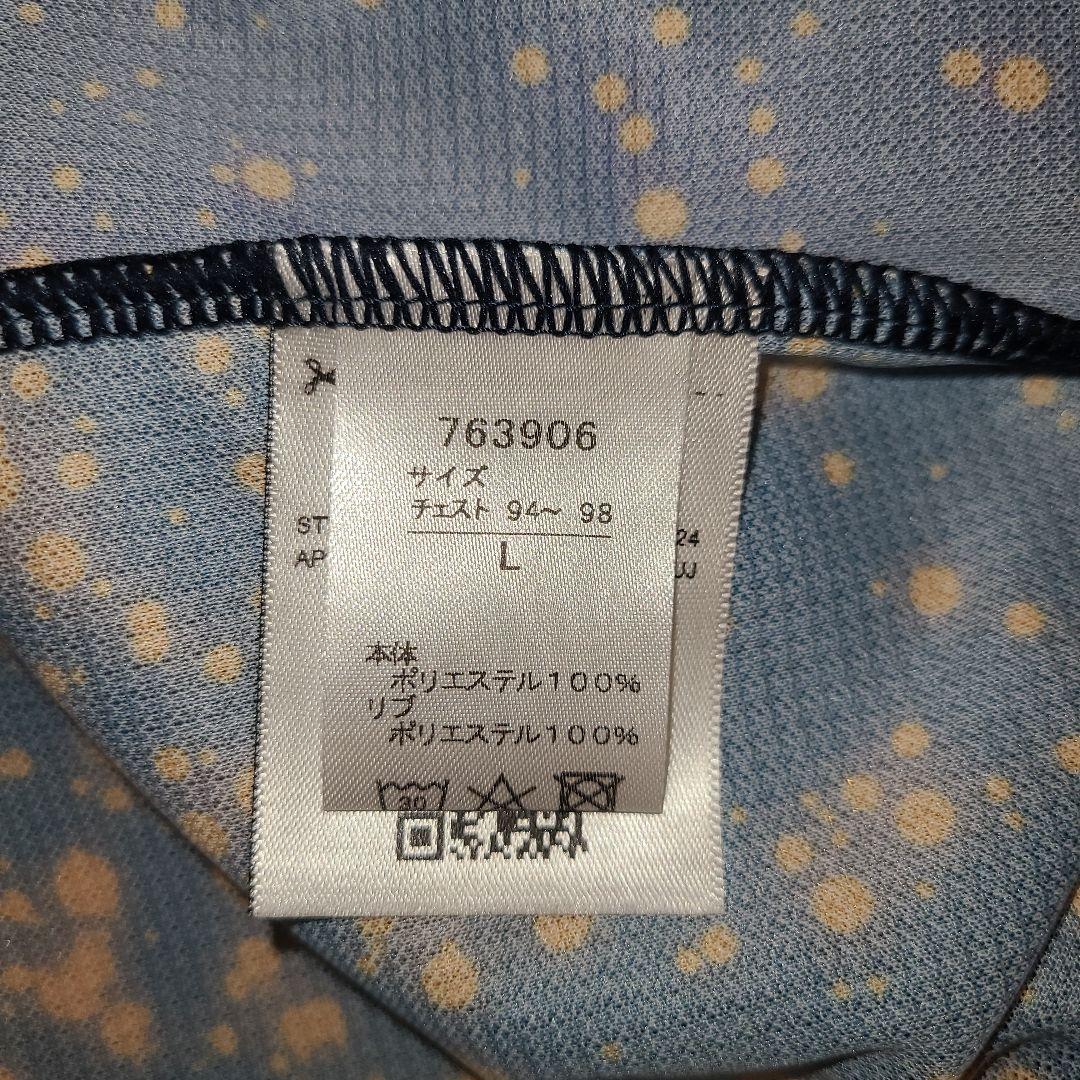 763906
サイズ
チェスト 94〜 98
L
ST
24
AP
UJ
本体
ポリエステル100%
リブ
ポリエステル100%
30